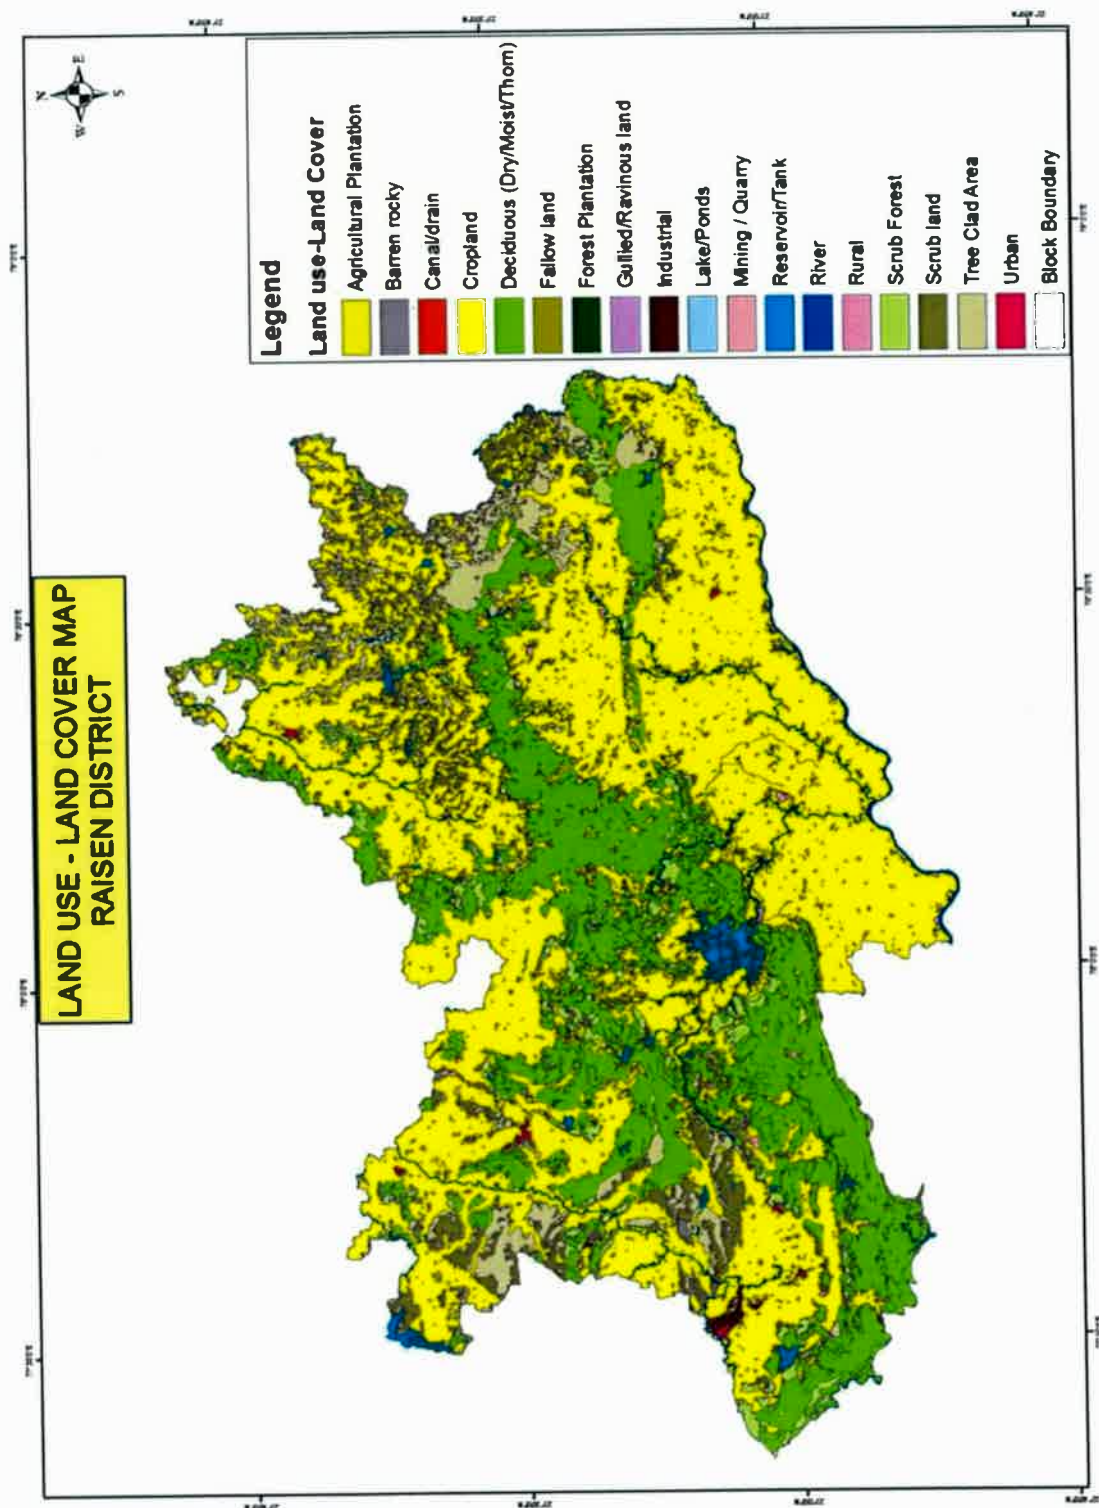 LAND USE - LAND COVER MAP
RAISEN DISTRICT
N
W
E
S
Legend
Land use-Land Cover
Agricultural Plantation
Barren rocky
Canal/drain
Cropland
Deciduous (Dry/Moist/Thorn)
Fallow land
Forest Plantation
Gullied/Ravinous land
Industrial
Lake/Ponds
Mining / Quarry
Reservoir/Tank
River
Rural
Scrub Forest
Scrub land
Tree Clad Area
Urban
Block Boundary